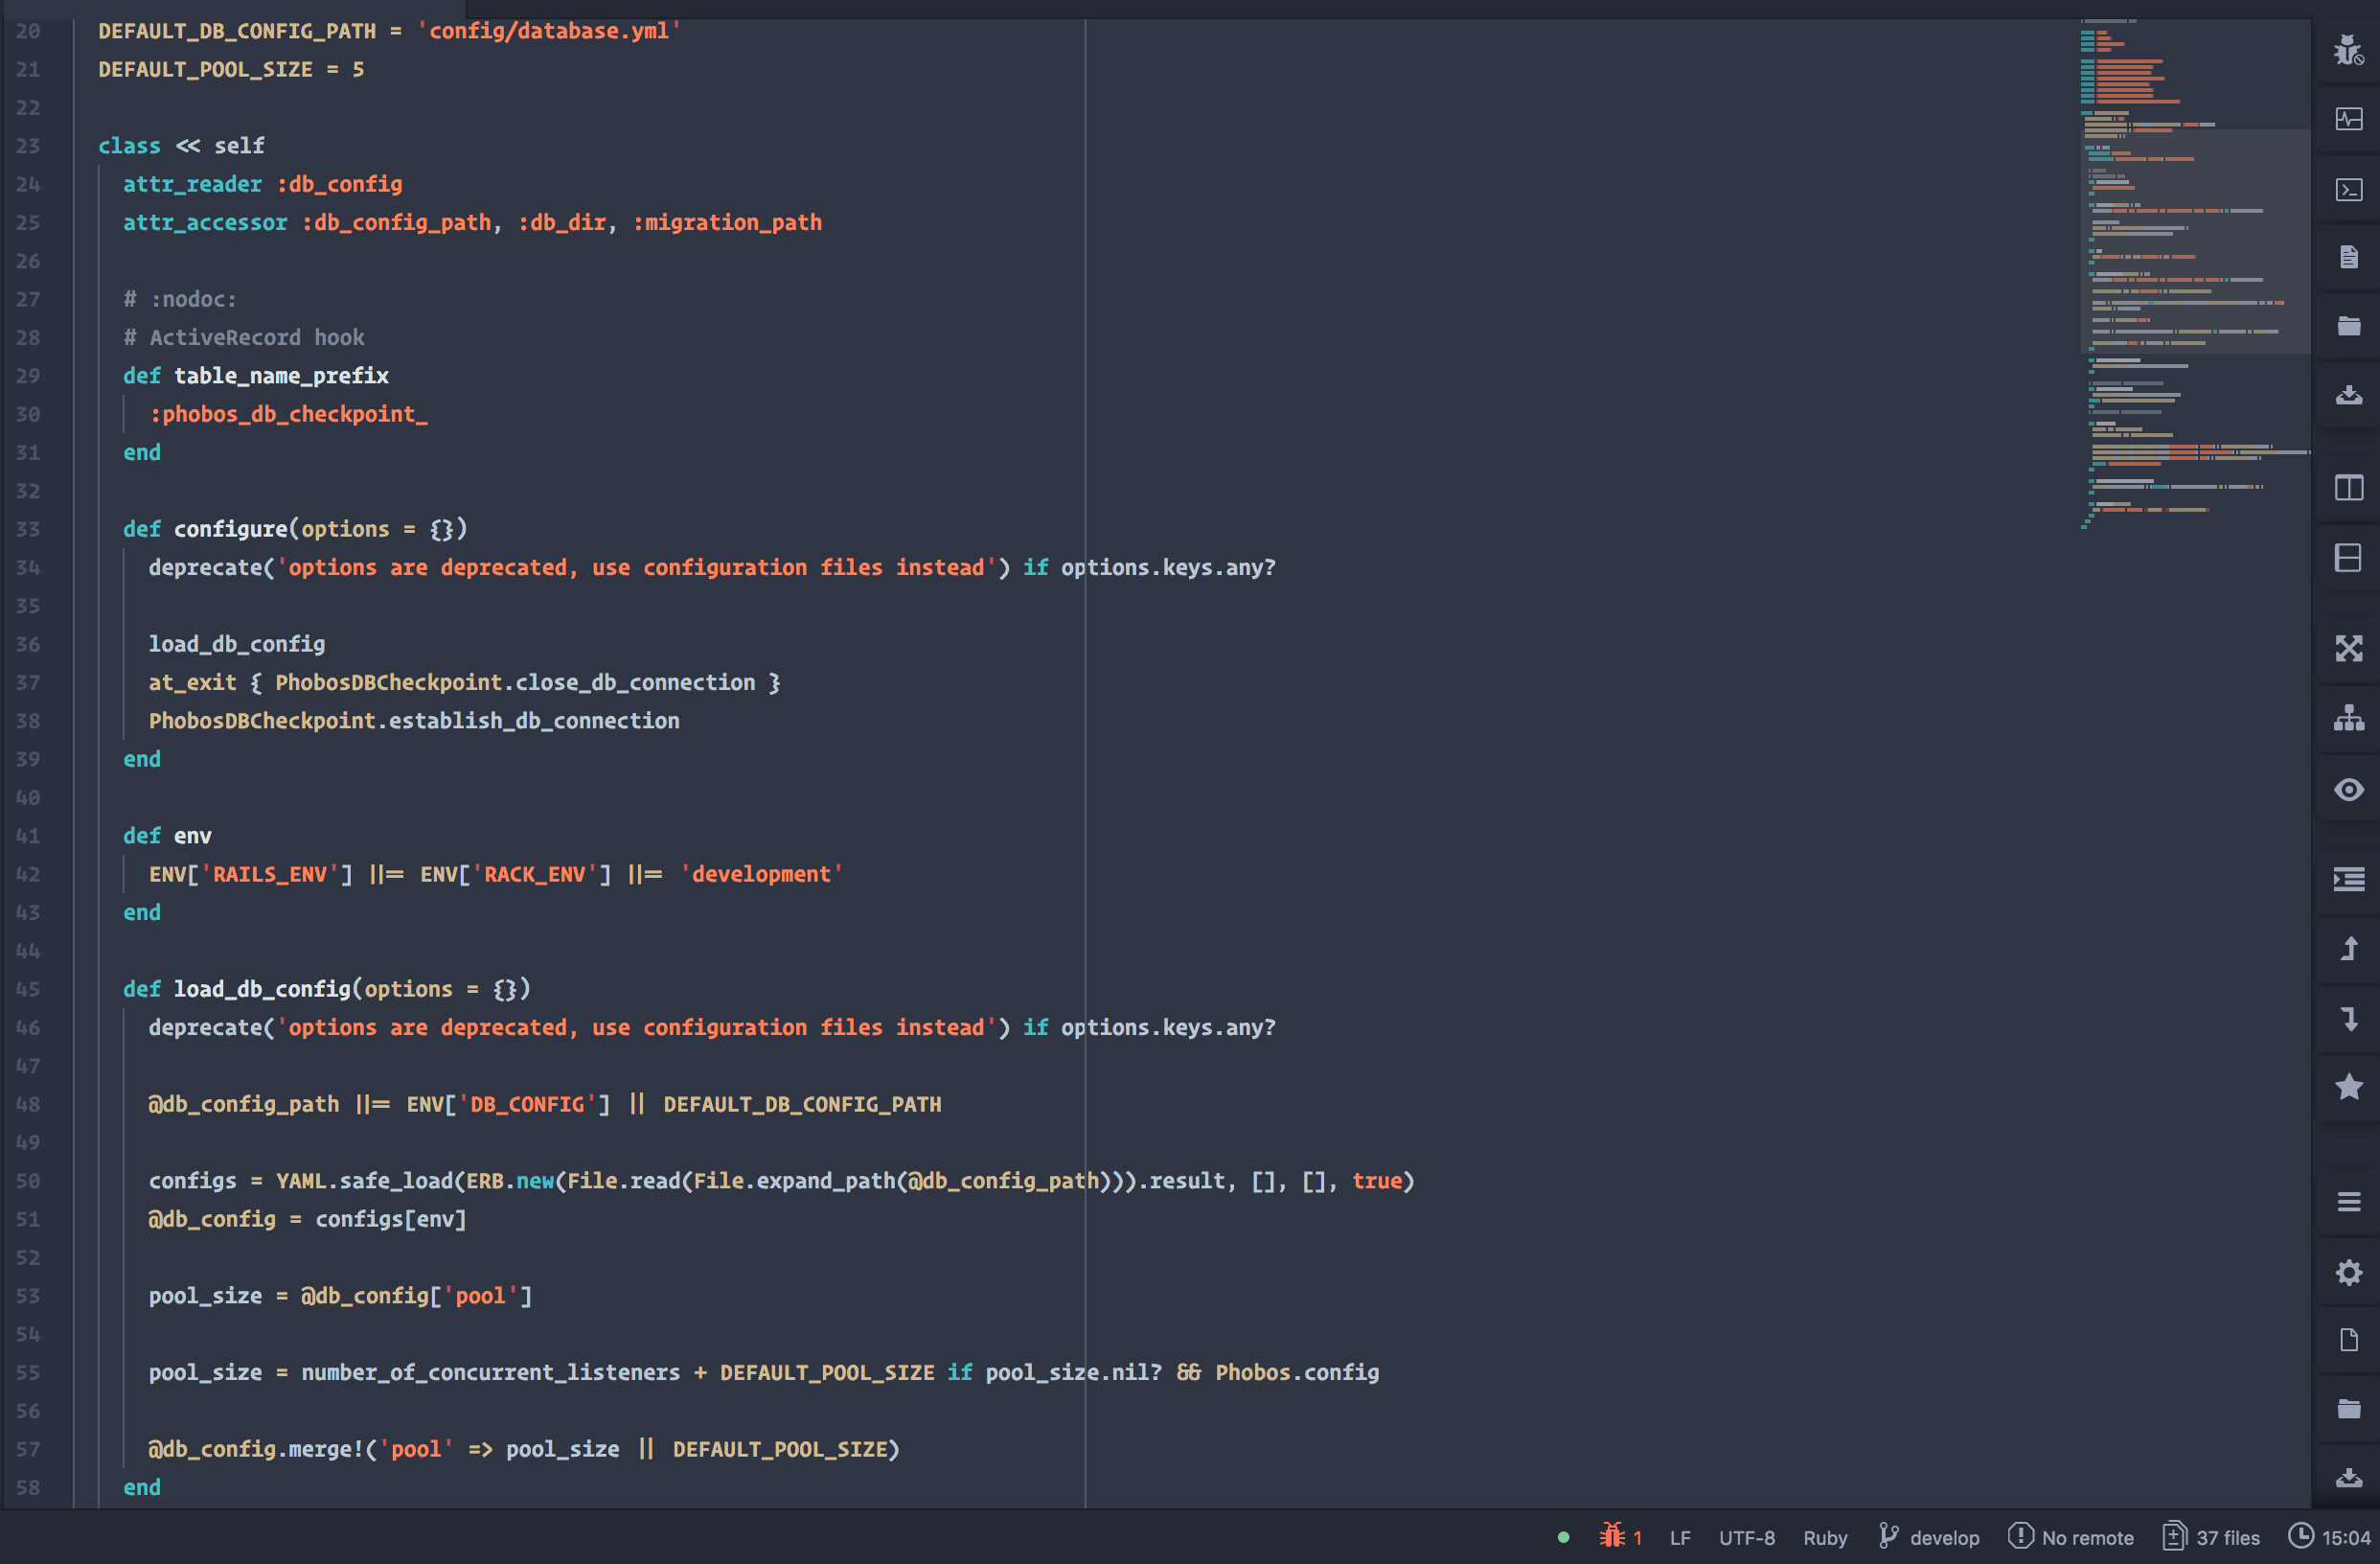 20 DEFAULT_DB_CONFIG_PATH = 'config/database.yml'
21 DEFAULT_POOL_SIZE = 5
22
23 class << self
24 attr_reader :db_config
25 attr_accessor :db_config_path, :db_dir, :migration_path
26
27 # :nodoc:
28 # ActiveRecord hook
29 def table_name_prefix
30 :phobos_db_checkpoint_
31 end
32
33 def configure(options = {})
34 deprecate('options are deprecated, use configuration files instead') if options.keys.any?
35
36 load_db_config
37 at_exit { PhobosDBCheckpoint.close_db_connection }
38 PhobosDBCheckpoint.establish_db_connection
39 end
40
41 def env
42 ENV['RAILS_ENV'] ||= ENV['RACK_ENV'] ||= 'development'
43 end
44
45 def load_db_config(options = {})
46 deprecate('options are deprecated, use configuration files instead') if options.keys.any?
47
48 @db_config_path ||= ENV['DB_CONFIG'] || DEFAULT_DB_CONFIG_PATH
49
50 configs = YAML.safe_load(ERB.new(File.read(File.expand_path(@db_config_path))).result, [], [], true)
51 @db_config = configs[env]
52
53 pool_size = @db_config['pool']
54
55 pool_size = number_of_concurrent_listeners + DEFAULT_POOL_SIZE if pool_size.nil? && Phobos.config
56
57 @db_config.merge!('pool' => pool_size || DEFAULT_POOL_SIZE)
58 end
1 LF UTF-8 Ruby develop No remote 37 files 15:04